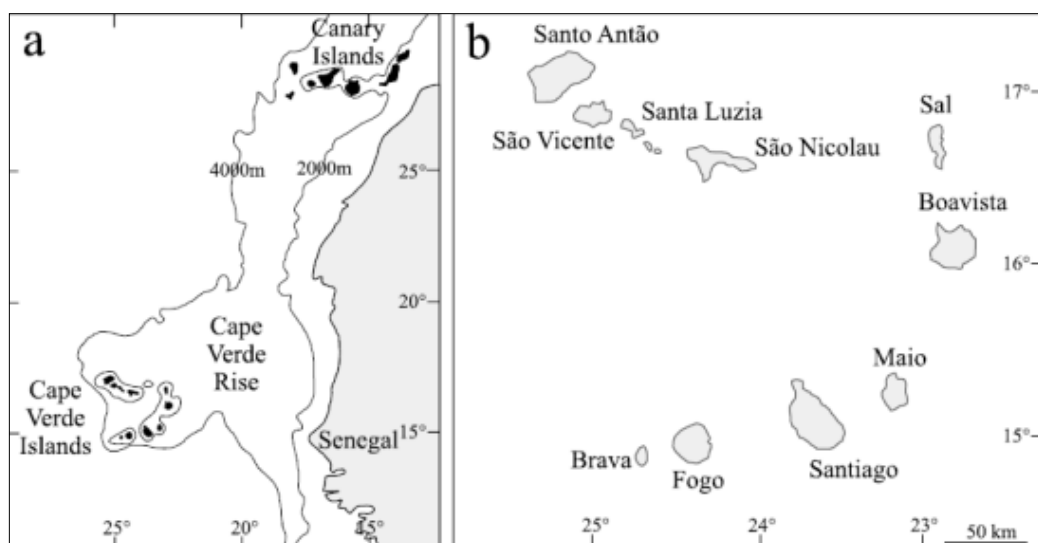 a
Canary
Islands
4000m
2000m
25°
20°
Cape
Verde
Rise
Cape
Verde
Islands
Senegal
15°
25°
20°
15°
b
Santo Antão
17°
Santa Luzia
Sal
São Vicente
São Nicolau
Boavista
16°
Maio
15°
Brava
Fogo
Santiago
25°
24°
23°
50 km